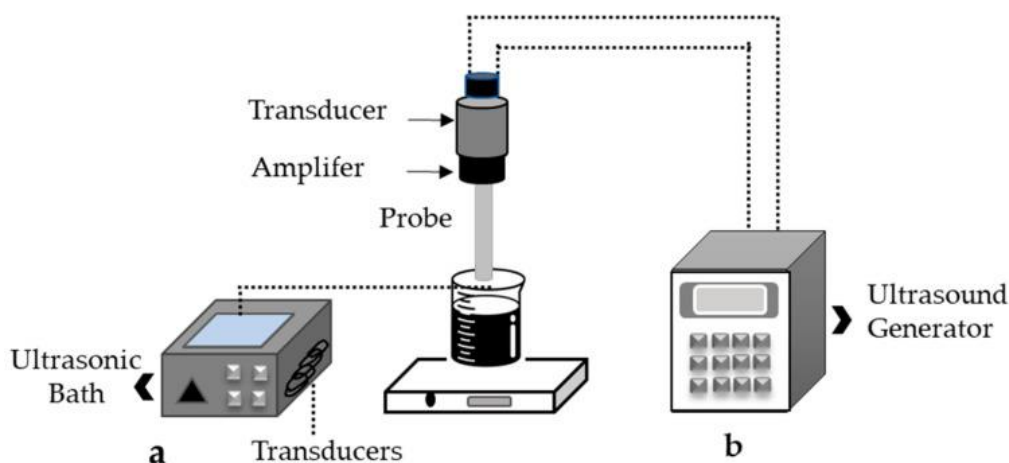 Transducer
Amplifer
Probe
Ultrasonic
Bath
a
Transducers
Ultrasound
Generator
b